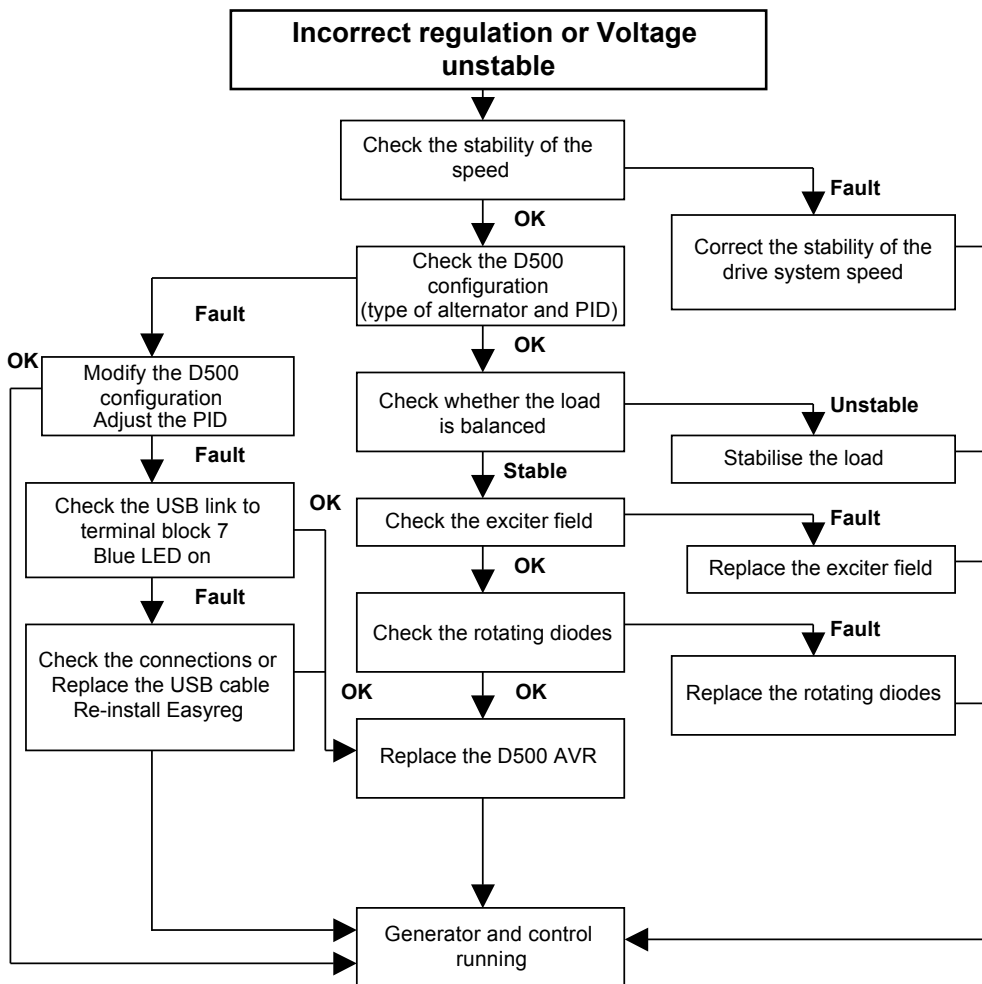 Incorrect regulation or Voltage
unstable
Check the stability of the
speed
Fault
OK
Correct the stability of the
drive system speed
Check the D500
configuration
(type of alternator and PID)
Fault
OK
OK
Modify the D500
configuration
Adjust the PID
Check whether the load
is balanced
Unstable
Stabilise the load
Fault
Stable
Check the USB link to
terminal block 7
Blue LED on
OK
Check the exciter field
Fault
Replace the exciter field
Fault
OK
Check the connections or
Replace the USB cable
Re-install Easyreg
Check the rotating diodes
Fault
Replace the rotating diodes
OK
OK
Replace the D500 AVR
Generator and control
running